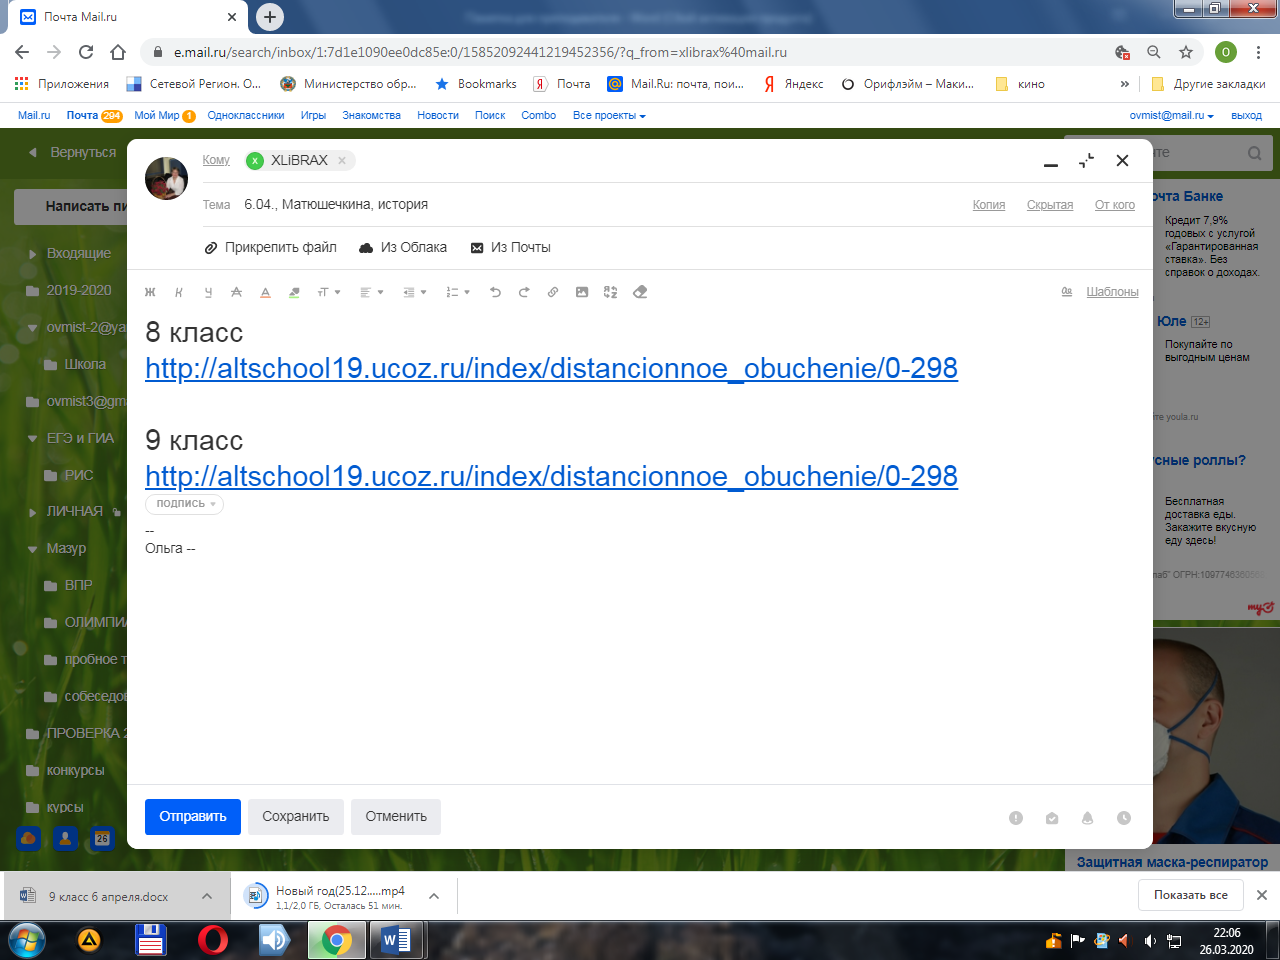 Почта Mail.ru
e.mail.ru/search/inbox/1:7d1e1090ee0dc85e:0/15852092441219452356/?q_from=xlibrax%40mail.ru
О
Приложения
Сетевой Регион. О...
Министерство обр...
Bookmarks
Почта
Mail.Ru: почта, пои...
Яндекс
Орифлэйм – Маки...
кино
»
Другие закладки
Mail.ru
Почта 294
Мой Мир 1
Одноклассники
Игры
Знакомства
Новости
Поиск
Combo
Все проекты
ovmist@mail.ru
выход
Вернуться
Написать пи
Входящие
2019-2020
ovmist-2@ya
Школа
ovmist3@gm
ЕГЭ и ГИА
РИС
ЛИЧНАЯ
Мазур
ВПР
ОЛИМПИА
пробное т
собеседов
ПРОВЕРКА 2
конкурсы
курсы
26
Кому
x XLiBRAX
Тема
6.04., Матюшечкина, история
Копия
Скрытая
От кого
Прикрепить файл
Из Облака
Из Почты
Ж К Ч А А
тТ
Шаблоны
8 класс
http://altschool19.ucoz.ru/index/distancionnoe_obuchenie/0-298
9 класс
http://altschool19.ucoz.ru/index/distancionnoe_obuchenie/0-298
ПОДПИСЬ
--
Ольга --
Отправить
Сохранить
Отменить
очта Банке
Кредит 7,9%
годовых с услугой
«Гарантированная
ставка». Без
справок о доходах.
Юле 12+
Покупайте по
выгодным ценам
йте youla.ru
усные роллы?
Бесплатная
доставка еды.
Закажите вкусную
еду здесь!
my
Защитная маска-респиратор
9 класс 6 апреля.docx
Новый год(25.12.....mp4
1,1/2,0 ГБ, Осталась 51 мин.
Показать все
22:06
26.03.2020